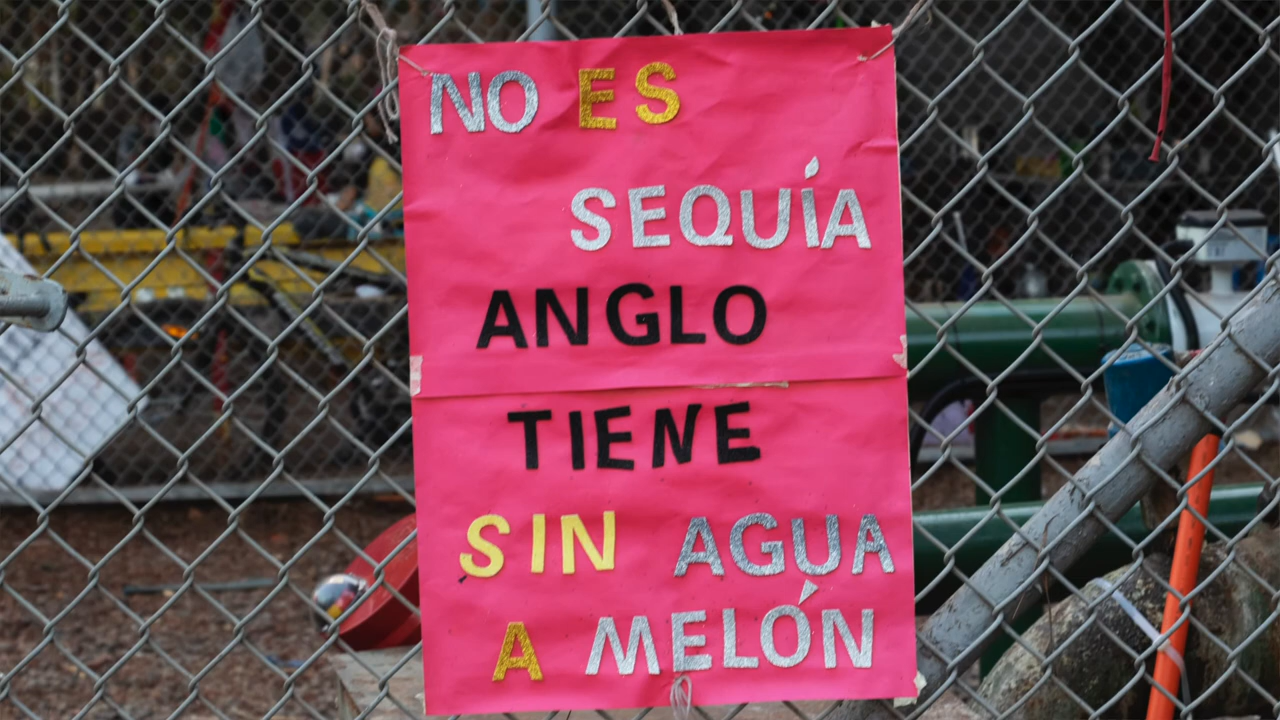 NO ES
SEQUÍA
ANGLO
TIENE
SIN AGUA
A MELÓN